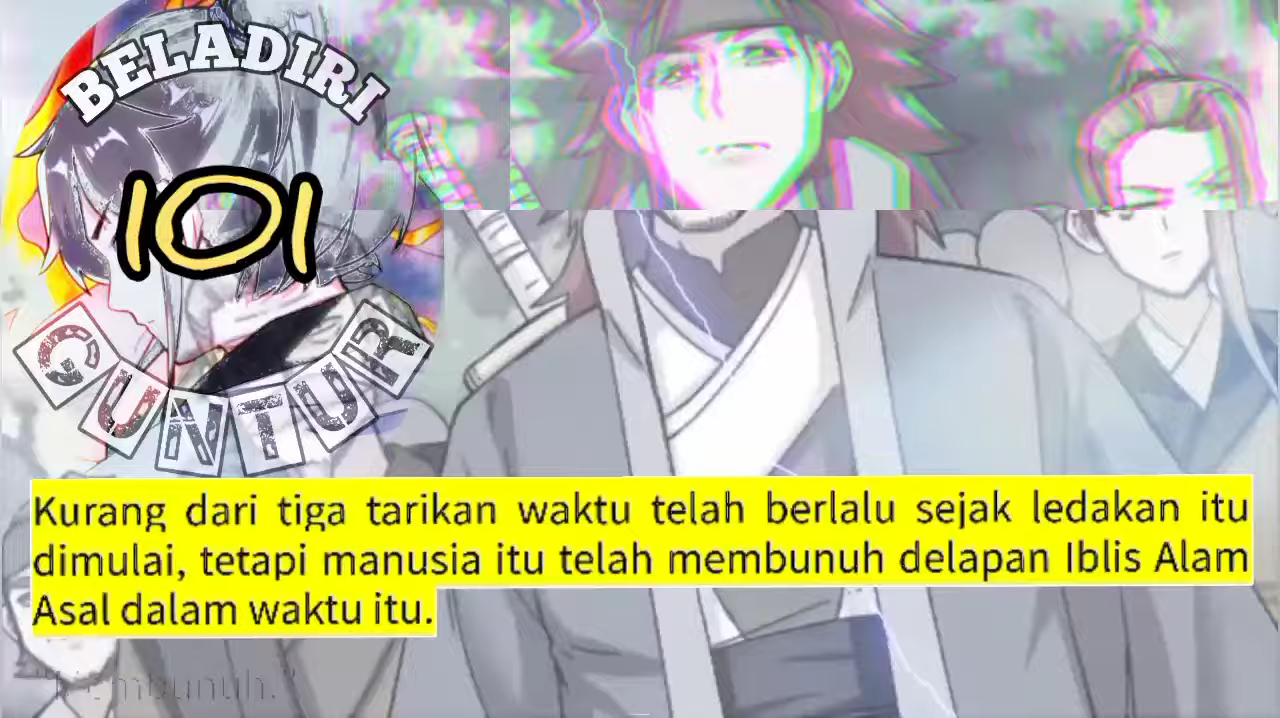 BELADIRI
101
GUNTUR
Kurang dari tiga tarikan waktu telah berlalu sejak ledakan itu
dimulai, tetapi manusia itu telah membunuh delapan Iblis Alam
Asal dalam waktu itu.